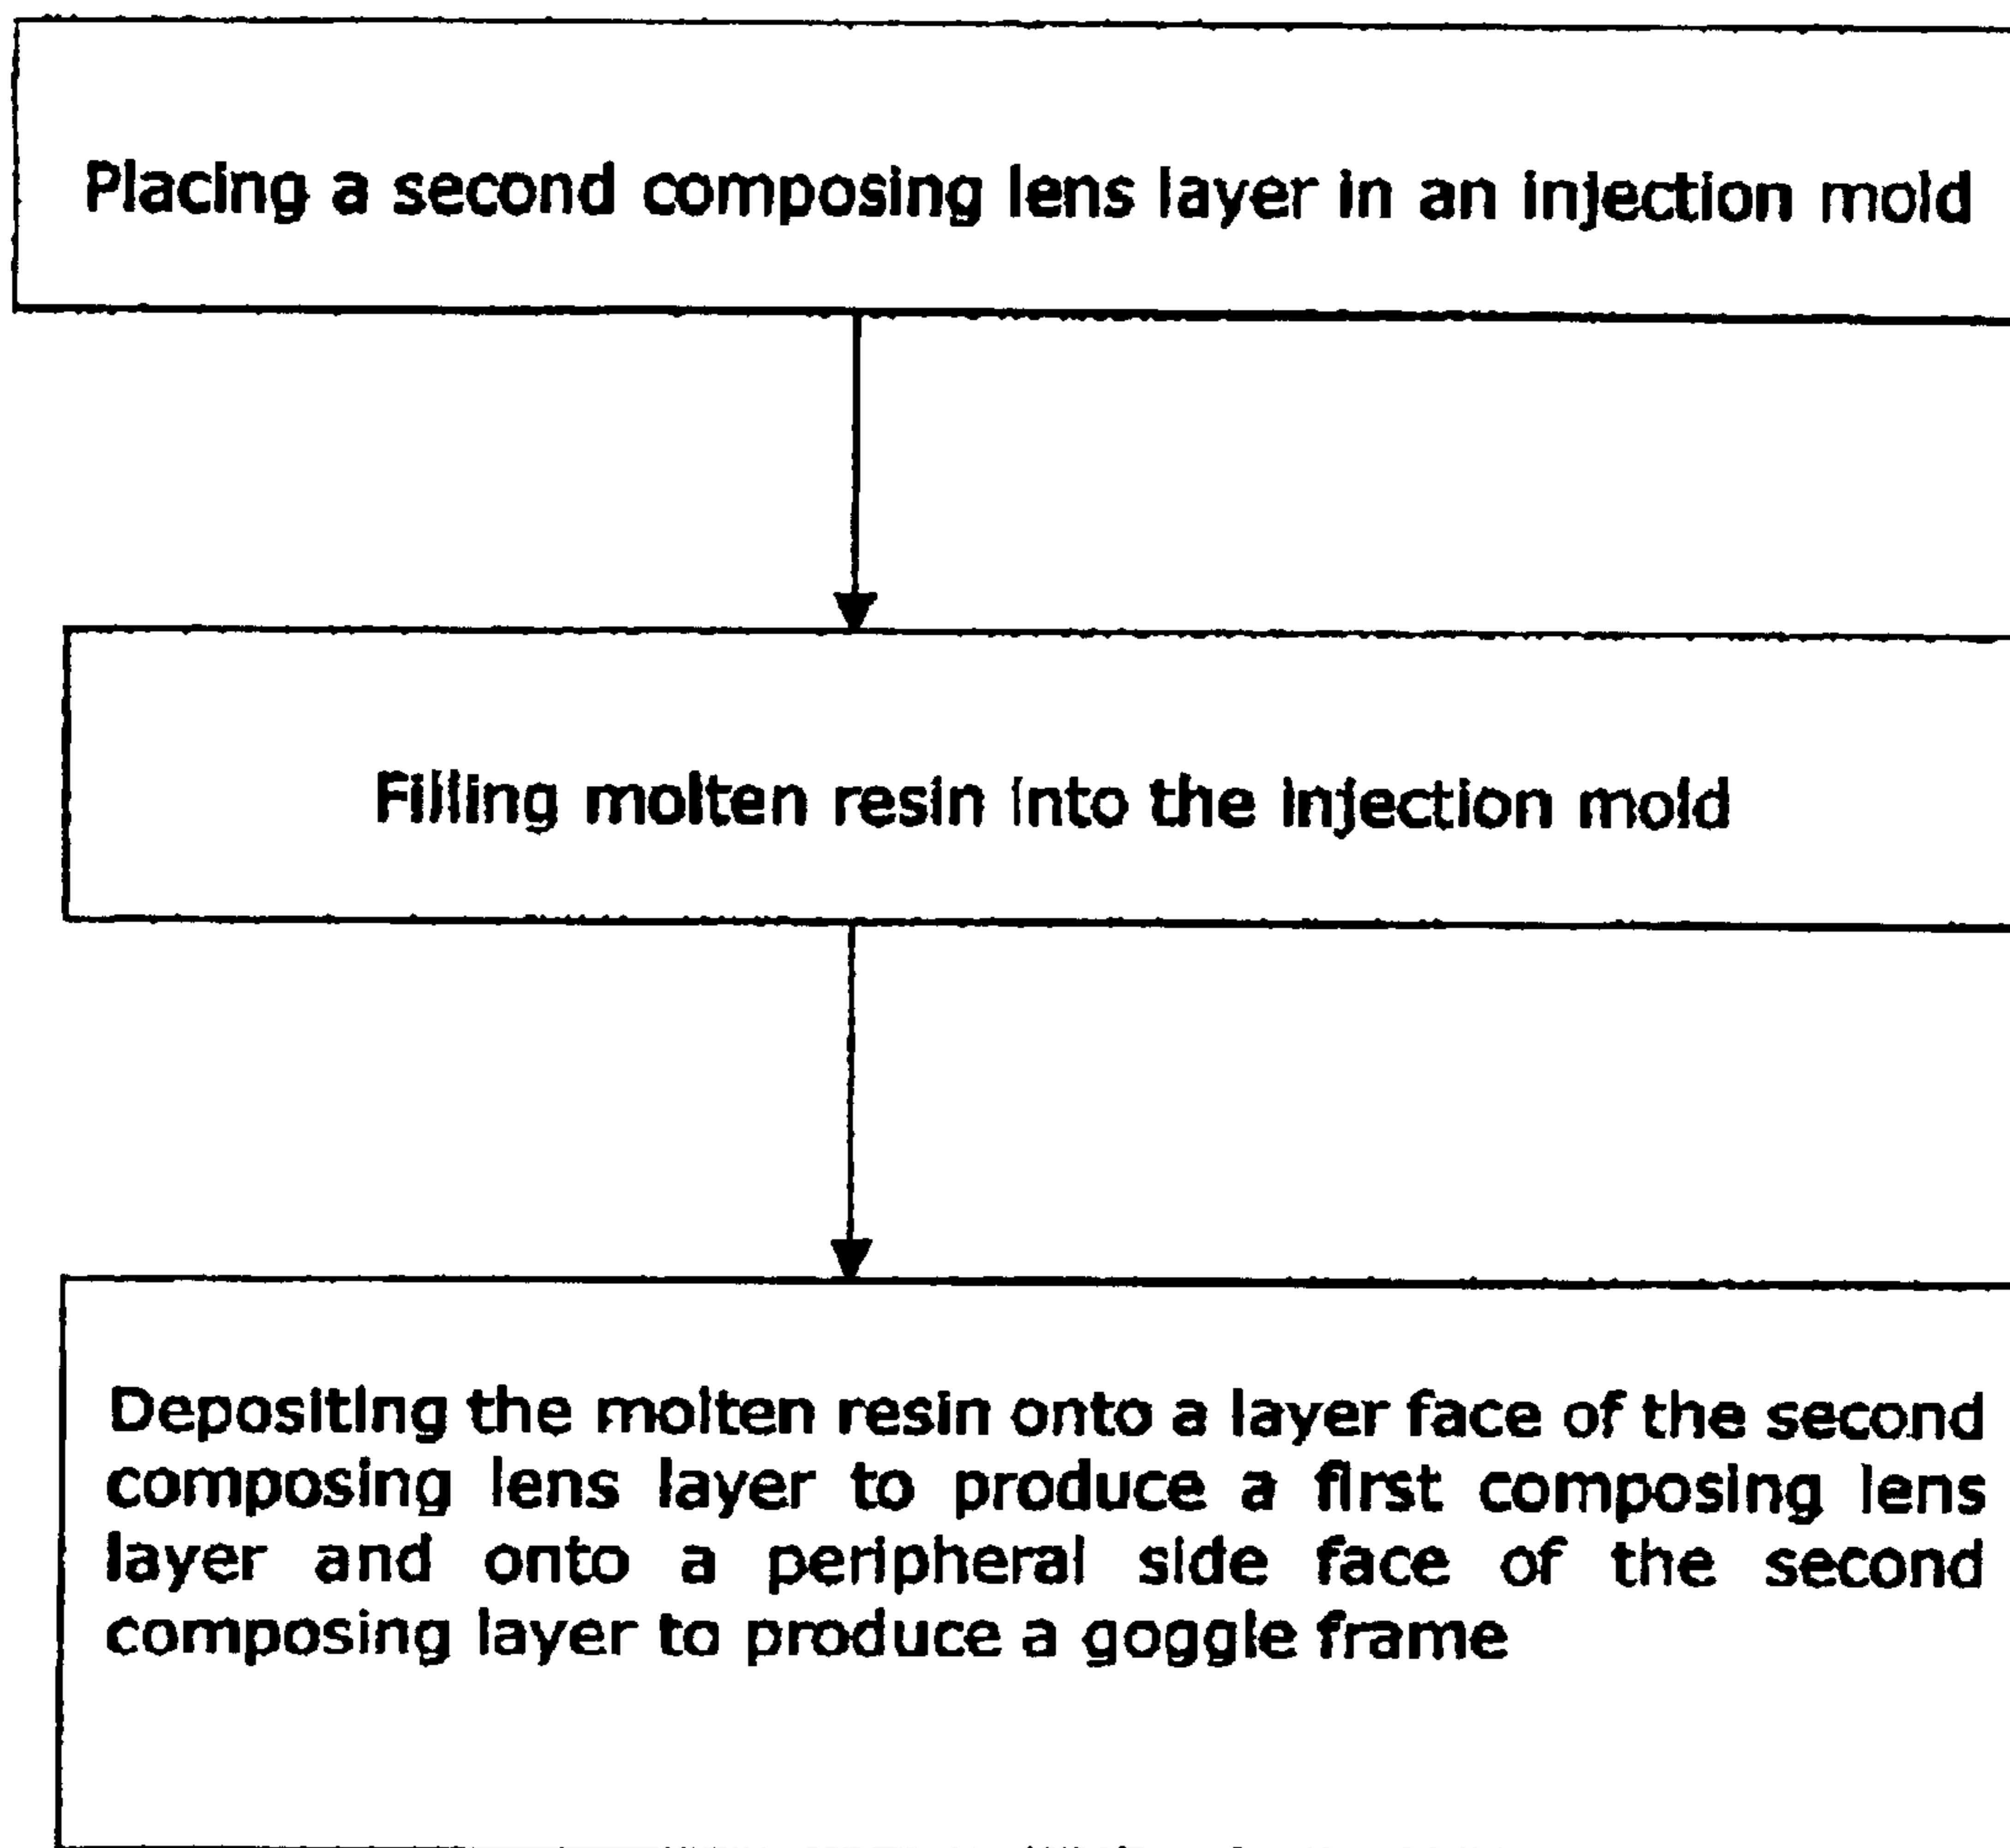 Placing a second composing lens layer in an injection mold
Filling molten resin into the injection mold
Depositing the molten resin onto a layer face of the second
composing lens layer to produce a first composing lens
layer and onto a peripheral side face of the second
composing layer to produce a goggle frame